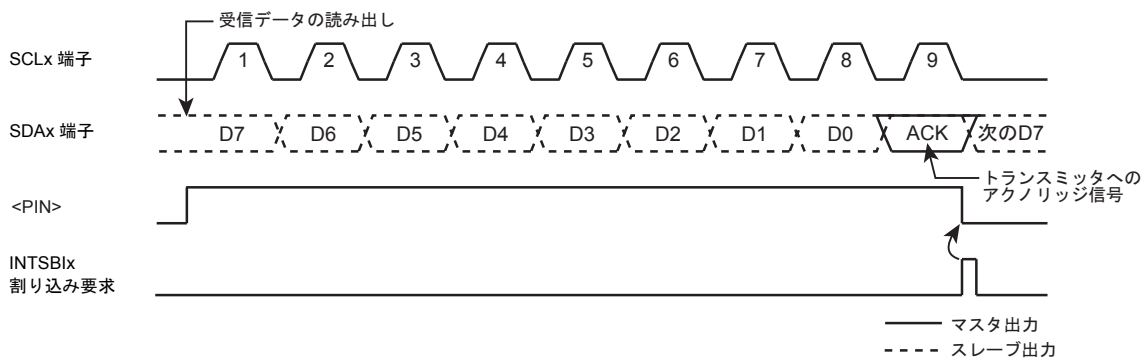 受信データの読み出し
SCLx 端子
1 2 3 4 5 6 7 8 9
SDAx 端子
D7 D6 D5 D4 D3 D2 D1 D0 ACK 次のD7
トランスミッタへの
アクノリッジ信号
<PIN>
INTSBIx
割り込み要求
マスタ出力
スレーブ出力